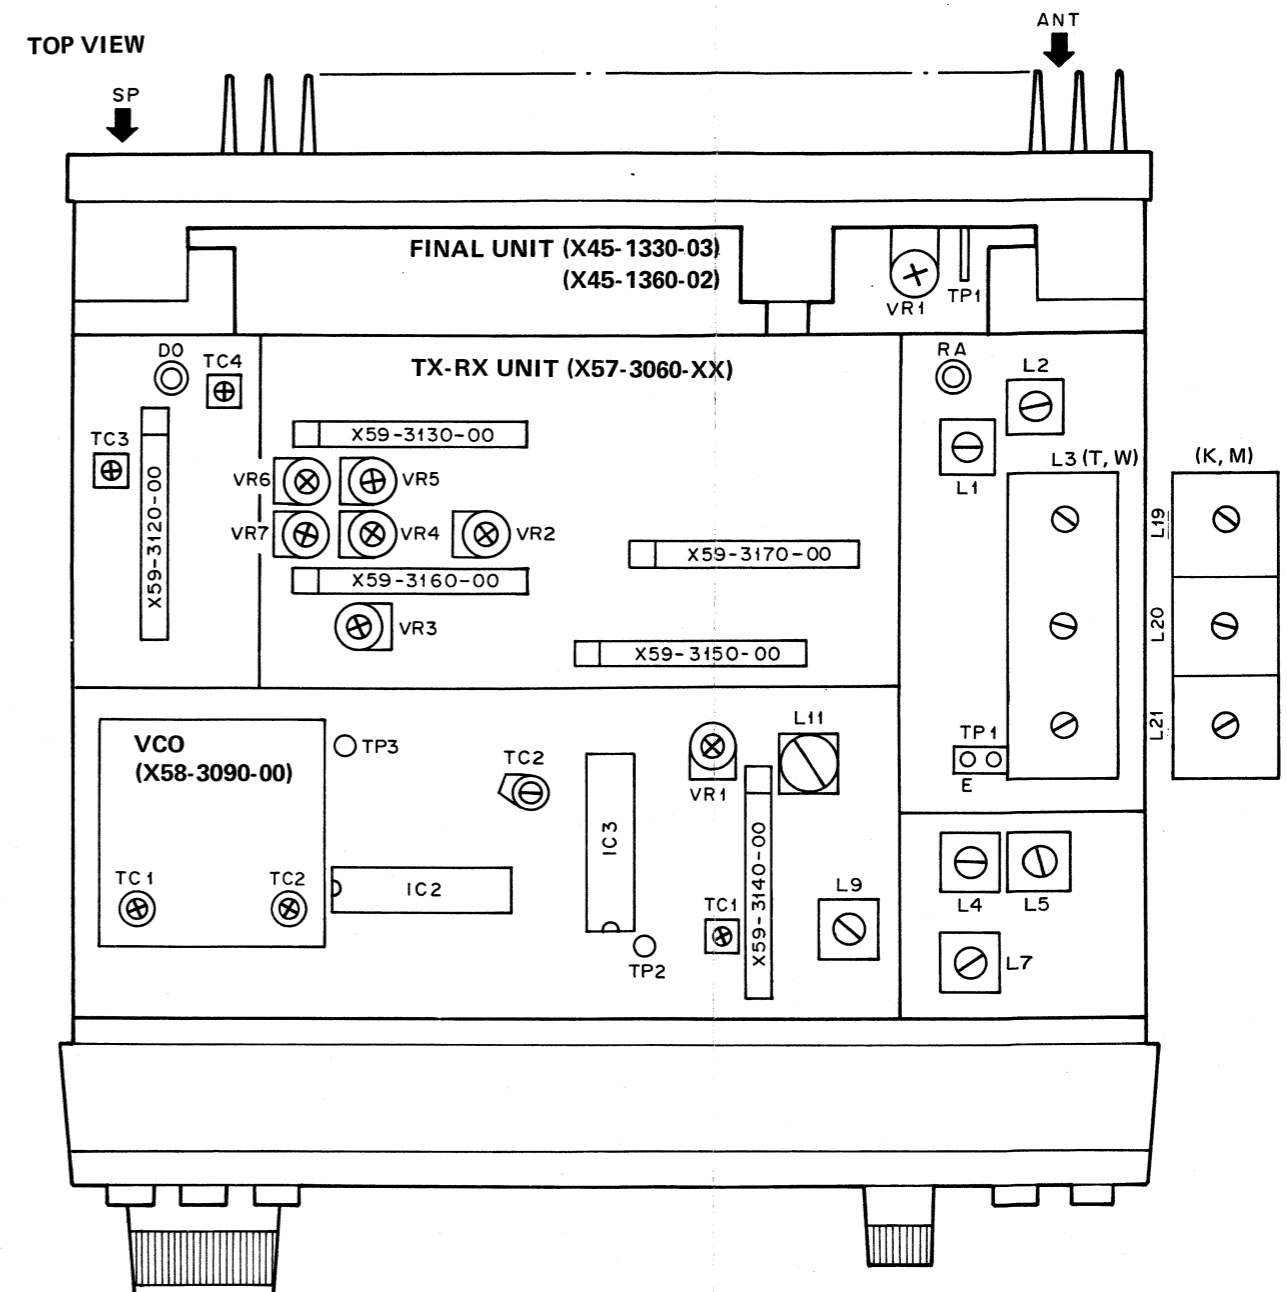 ANT
TOP VIEW
SP
FINAL UNIT (X45-1330-03)
(X45-1360-02)
VR1
TP1
DO
TC4
TX-RX UNIT (X57-3060-XX)
RA
L2
TC3
X59-3130-00
L1
L3 (T, W)
(K, M)
VR6
VR5
X59-3120-00
L19
VR7
VR4
VR2
X59-3170-00
X59-3160-00
VR3
L20
X59-3150-00
L21
VCO
(X58-3090-00)
TP3
TC2
L11
TP1
E
VR1
IC3
X59-3140-00
TC1
TC2
IC2
TC1
L9
L4
L5
TP2
L7